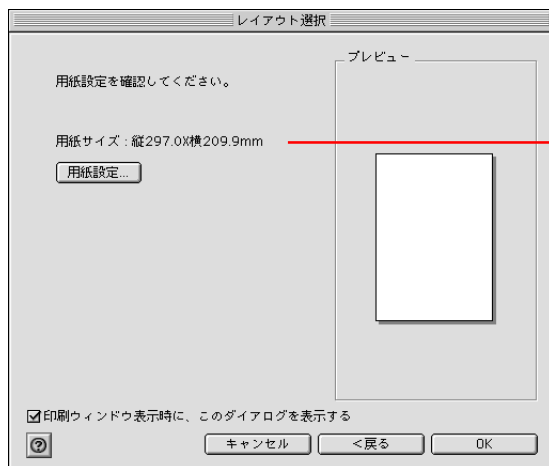 レイアウト選択
プレビュー
用紙設定を確認してください。
用紙サイズ:縦297.0X横209.9mm
用紙設定...
印刷ウィンドウ表示時に、このダイアログを表示する
?
キャンセル
<戻る
OK